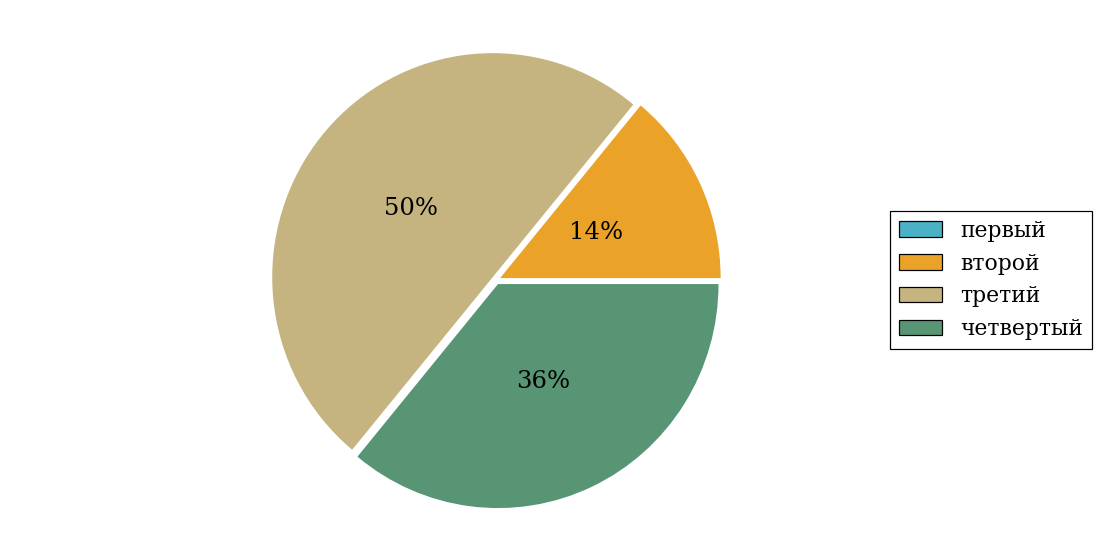 50%
14%
36%
первый
второй
третий
четвертый